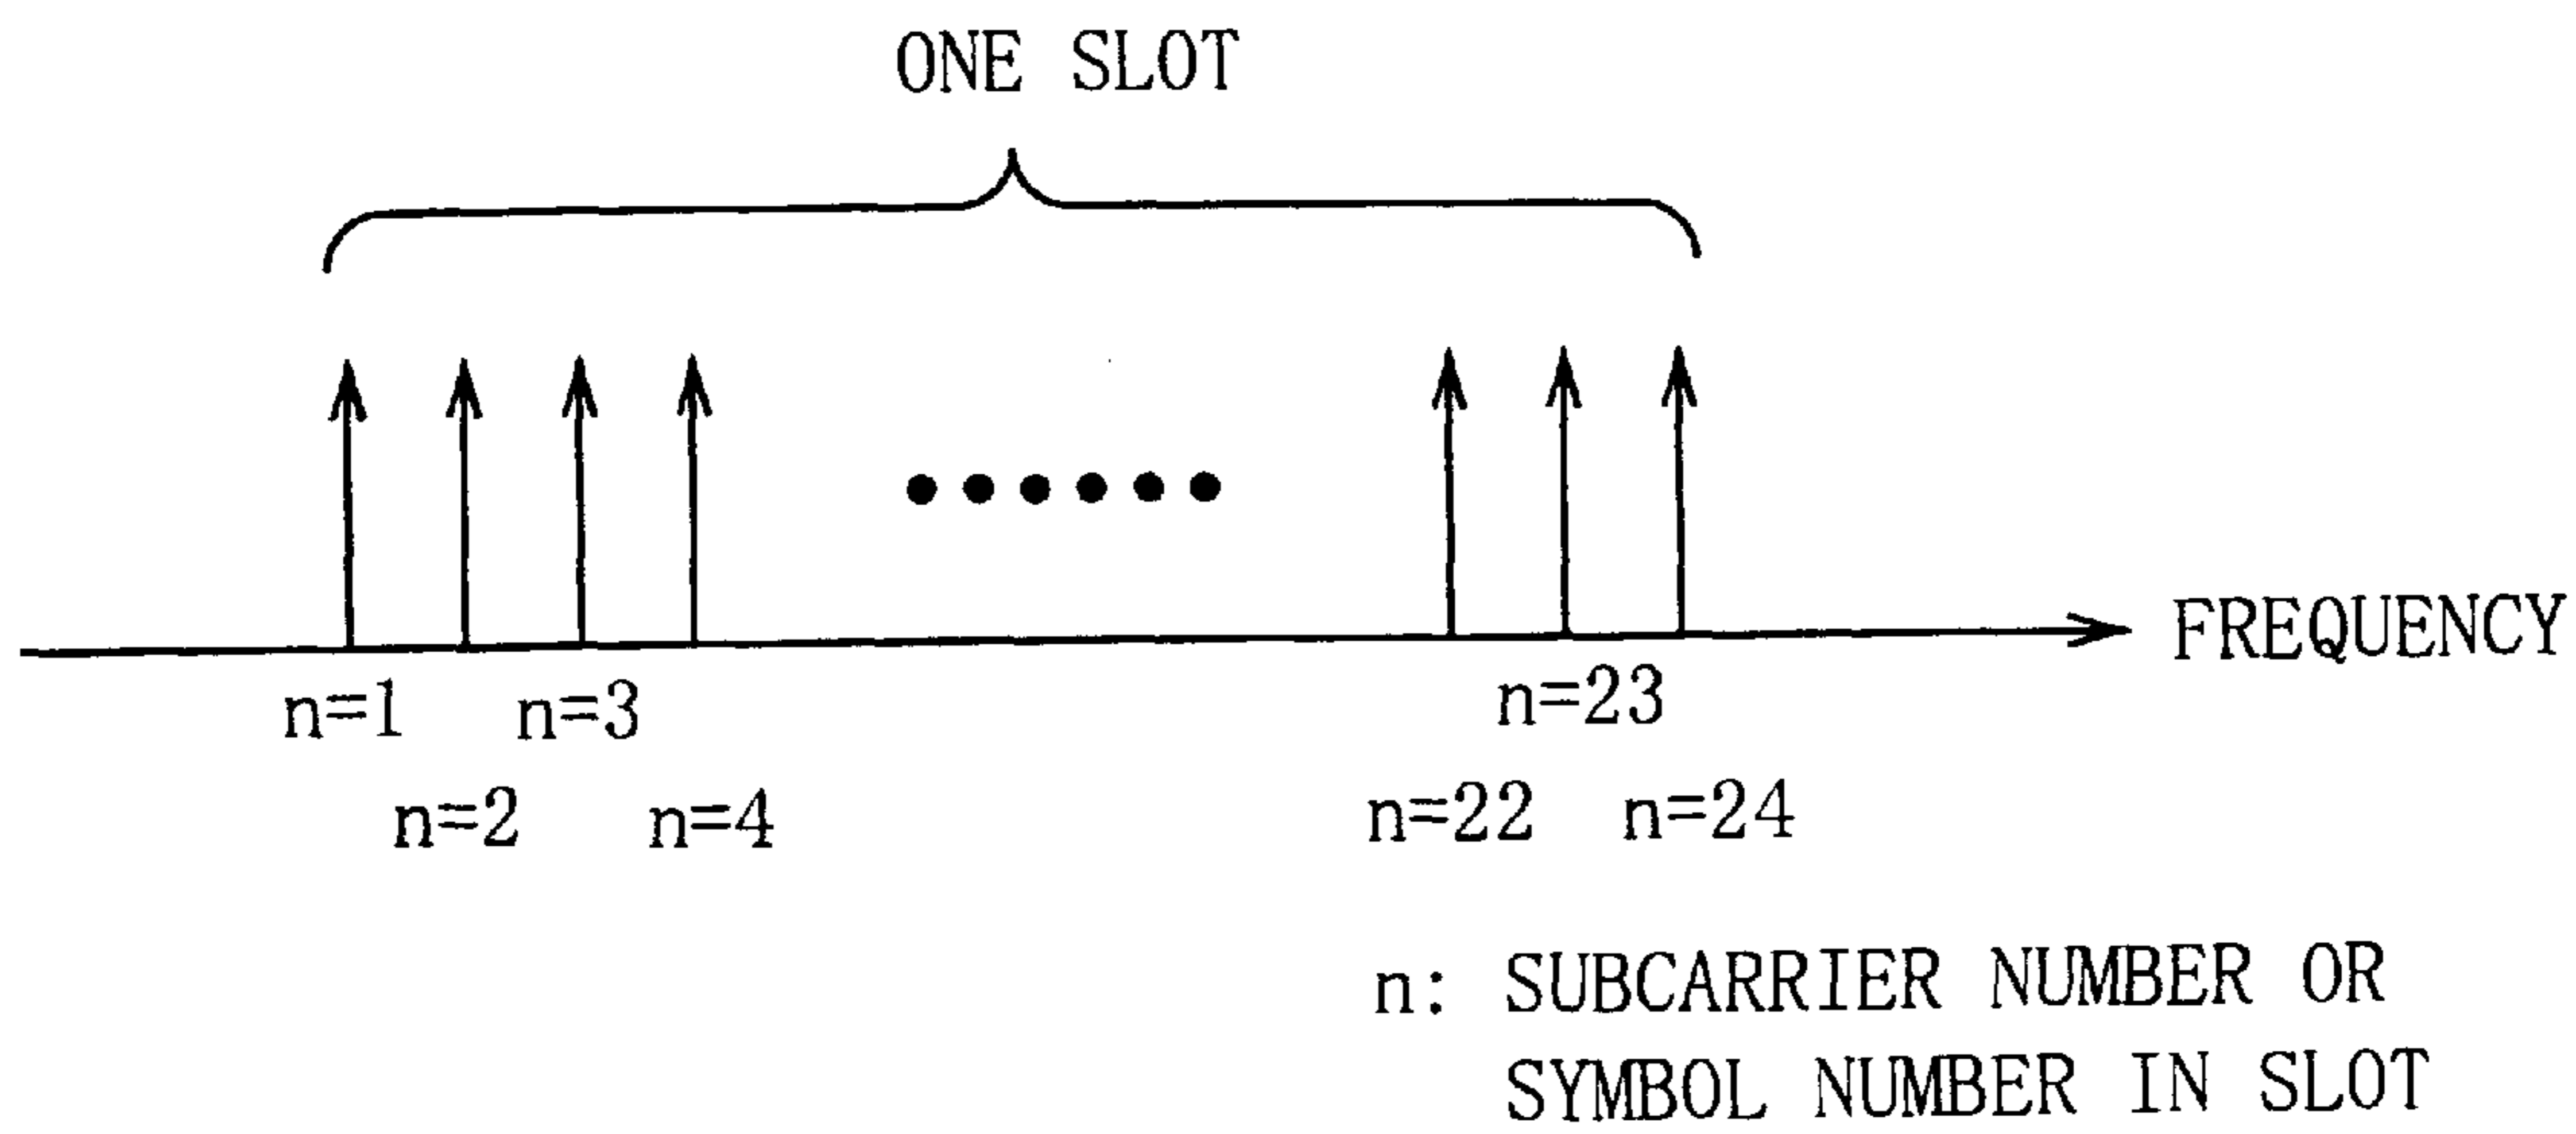 ONE SLOT
FREQUENCY
n=1
n=3
n=23
n=2
n=4
n=22
n=24
n: SUBCARRIER NUMBER OR
SYMBOL NUMBER IN SLOT